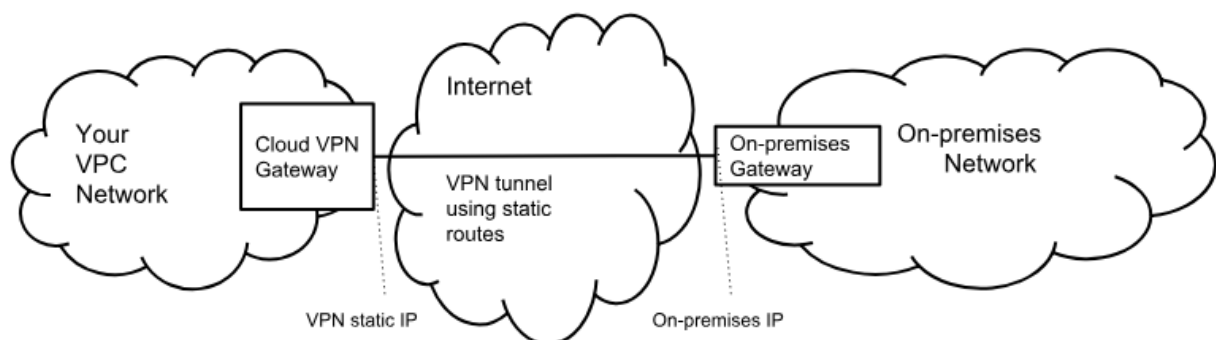 Your
VPC
Network
Cloud VPN
Gateway
Internet
VPN tunnel
using static
routes
On-premises
Gateway
On-premises
Network
VPN static IP
On-premises IP